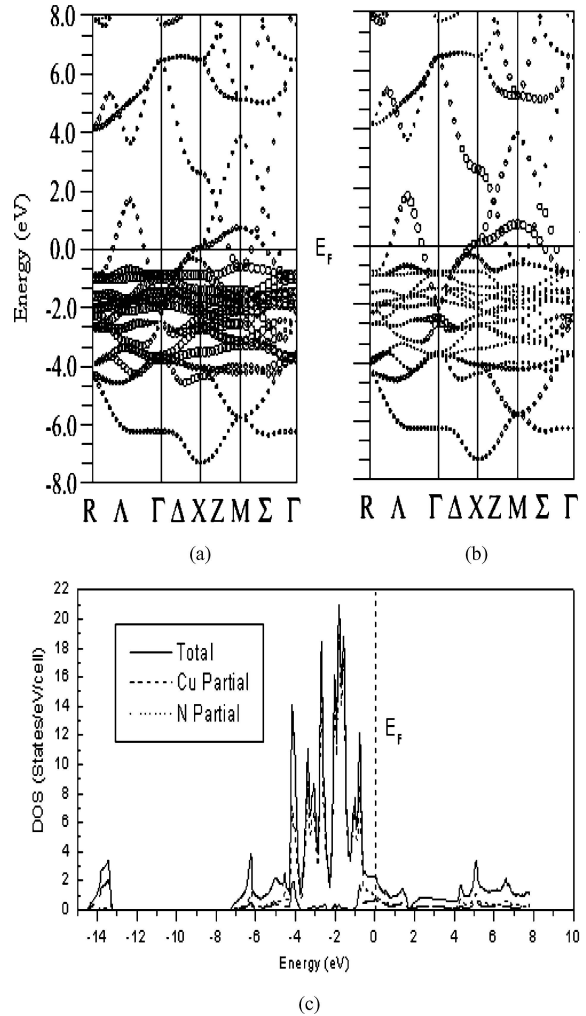 8.0
6.0
4.0
2.0
0.0
-2.0
-4.0
-6.0
-8.0
Energy (eV)
E_F
R Λ Γ Δ X Z M Σ Γ
R Λ Γ Δ X Z M Σ Γ
(a)
(b)
22
20
18
16
14
12
10
8
6
4
2
0
DOS (States/eV/cell)
Total
Cu Partial
N Partial
E_F
-14 -12 -10 -8 -6 -4 -2 0 2 4 6 8 10
Energy (eV)
(c)